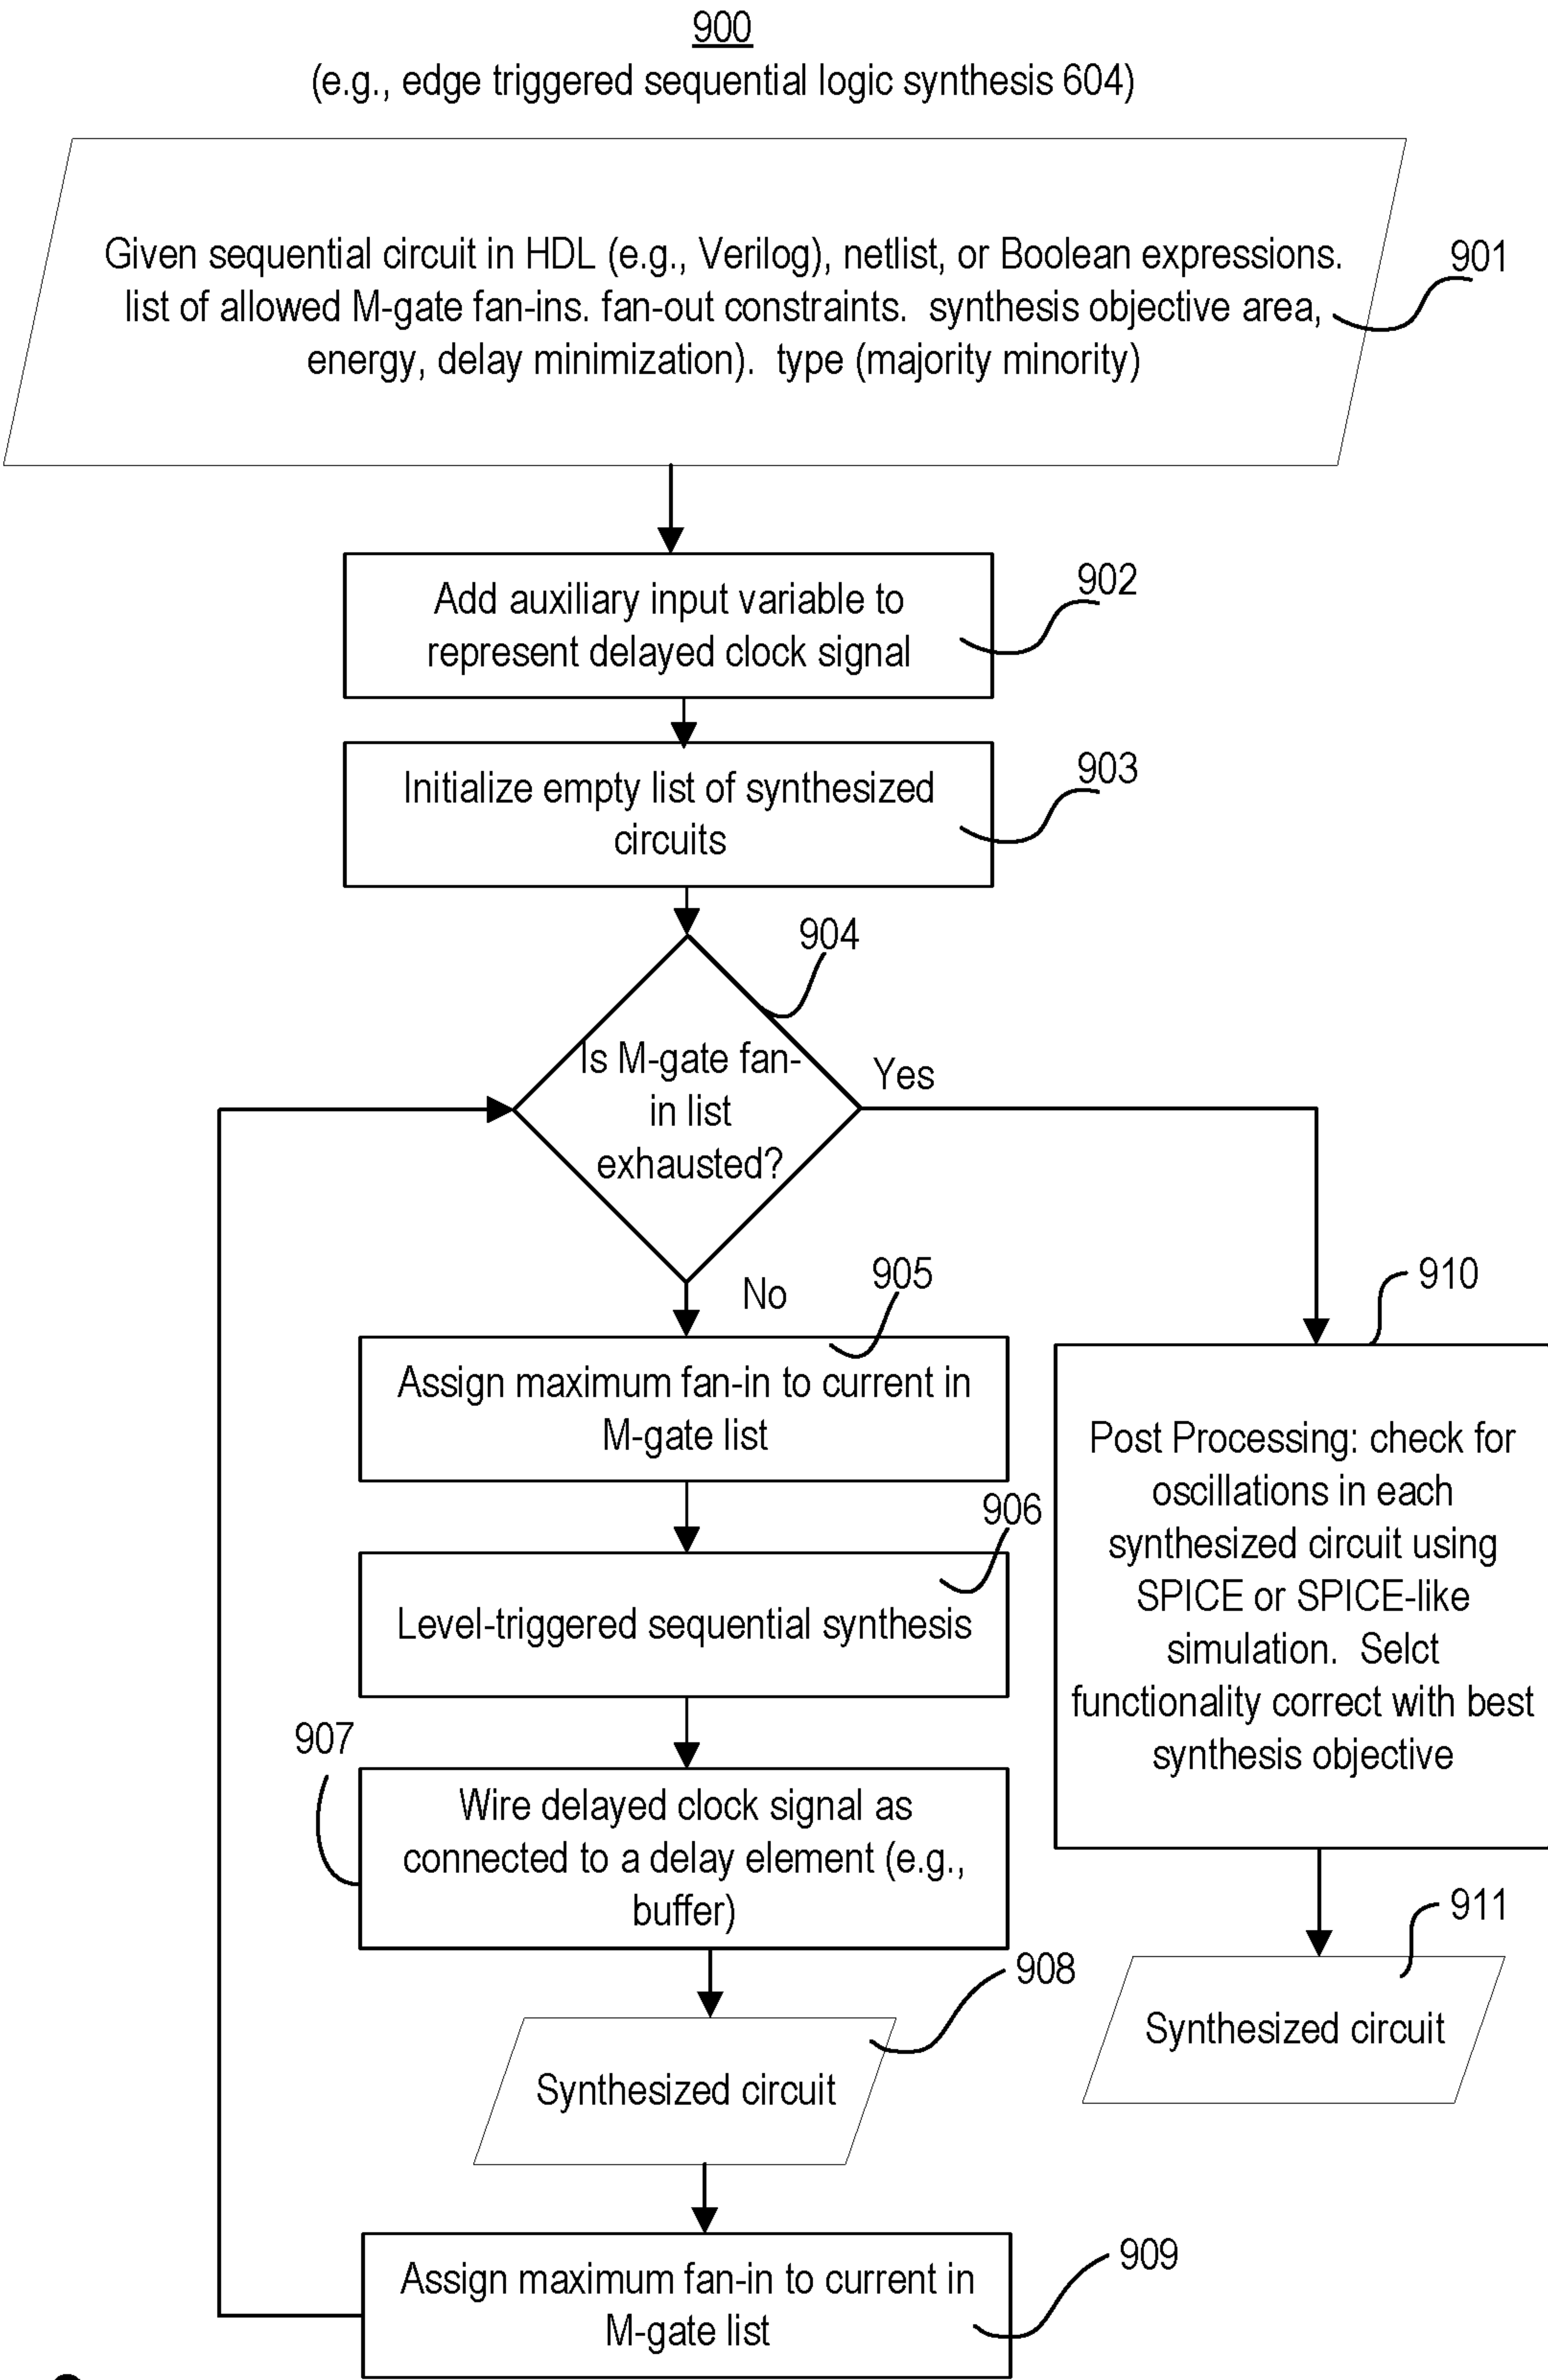 900
(e.g., edge triggered sequential logic synthesis 604)
Given sequential circuit in HDL (e.g., Verilog), netlist, or Boolean expressions.
list of allowed M-gate fan-ins. fan-out constraints. synthesis objective area,
energy, delay minimization). type (majority minority)
901
Add auxiliary input variable to
represent delayed clock signal
902
Initialize empty list of synthesized
circuits
903
904
Is M-gate fan-
in list
exhausted?
Yes
No
905
Assign maximum fan-in to current in
M-gate list
906
Level-triggered sequential synthesis
907
Wire delayed clock signal as
connected to a delay element (e.g.,
buffer)
908
Synthesized circuit
Assign maximum fan-in to current in
M-gate list
909
910
Post Processing: check for
oscillations in each
synthesized circuit using
SPICE or SPICE-like
simulation. Selct
functionality correct with best
synthesis objective
911
Synthesized circuit